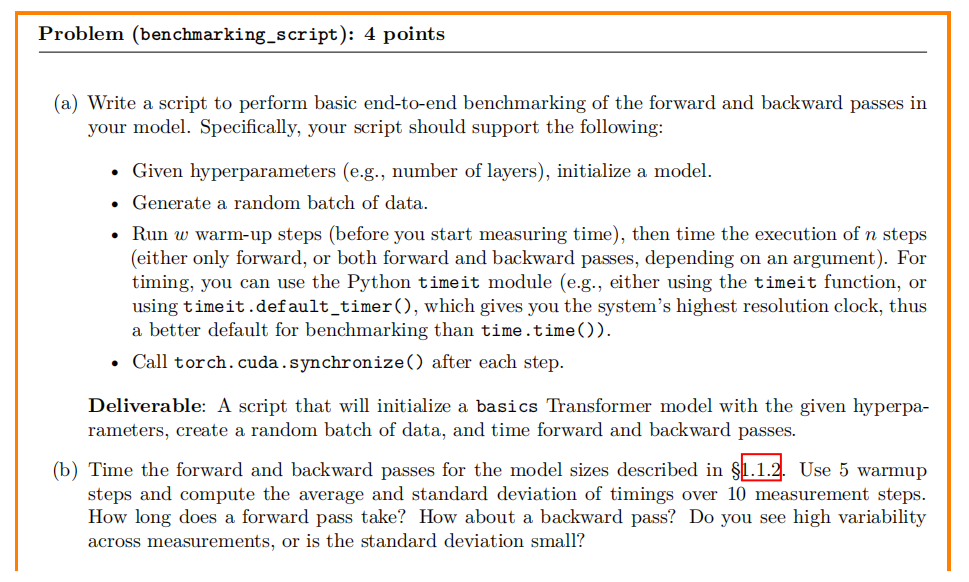 Problem (benchmarking_script): 4 points
(a) Write a script to perform basic end-to-end benchmarking of the forward and backward passes in
your model. Specifically, your script should support the following:
• Given hyperparameters (e.g., number of layers), initialize a model.
• Generate a random batch of data.
• Run w warm-up steps (before you start measuring time), then time the execution of n steps
(either only forward, or both forward and backward passes, depending on an argument). For
timing, you can use the Python timeit module (e.g., either using the timeit function, or
using timeit.default_timer(), which gives you the system's highest resolution clock, thus
a better default for benchmarking than time.time()).
• Call torch.cuda.synchronize() after each step.
Deliverable: A script that will initialize a basics Transformer model with the given hyperpa-
rameters, create a random batch of data, and time forward and backward passes.
(b) Time the forward and backward passes for the model sizes described in §1.1.2. Use 5 warmup
steps and compute the average and standard deviation of timings over 10 measurement steps.
How long does a forward pass take? How about a backward pass? Do you see high variability
across measurements, or is the standard deviation small?